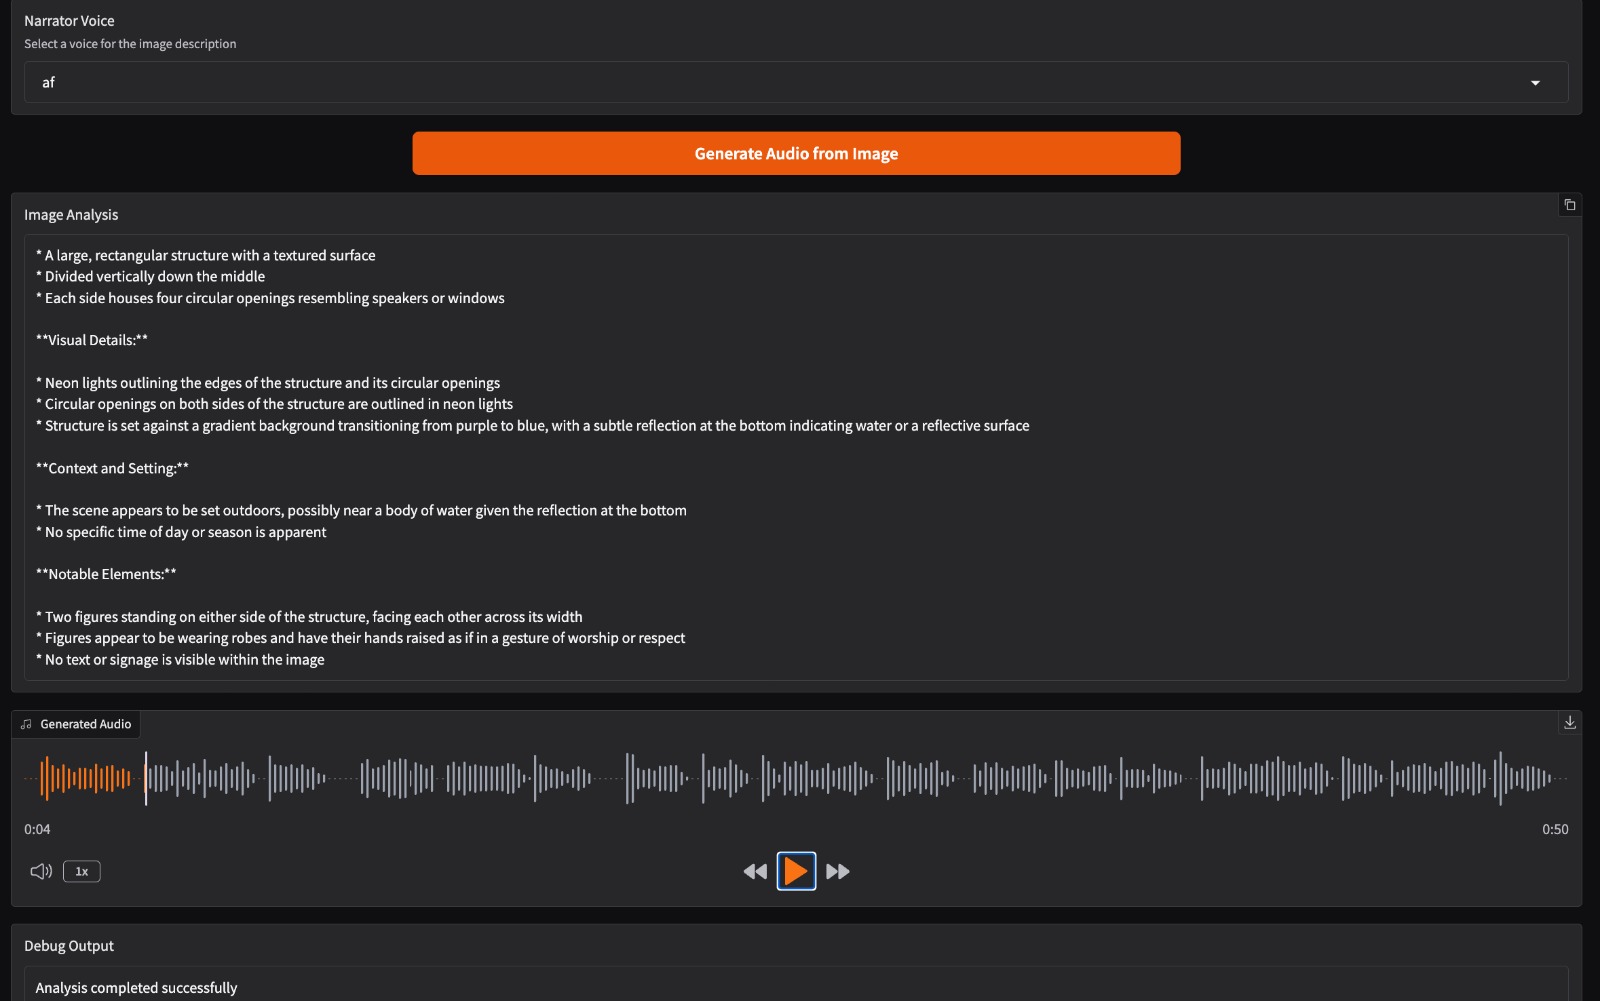 Narrator Voice
Select a voice for the image description
af
Generate Audio from Image
Image Analysis
* A large, rectangular structure with a textured surface
* Divided vertically down the middle
* Each side houses four circular openings resembling speakers or windows
**Visual Details:**
* Neon lights outlining the edges of the structure and its circular openings
* Circular openings on both sides of the structure are outlined in neon lights
* Structure is set against a gradient background transitioning from purple to blue, with a subtle reflection at the bottom indicating water or a reflective surface
**Context and Setting:**
* The scene appears to be set outdoors, possibly near a body of water given the reflection at the bottom
* No specific time of day or season is apparent
**Notable Elements:**
* Two figures standing on either side of the structure, facing each other across its width
* Figures appear to be wearing robes and have their hands raised as if in a gesture of worship or respect
* No text or signage is visible within the image
Generated Audio
0:04 0:50
1x
Debug Output
Analysis completed successfully